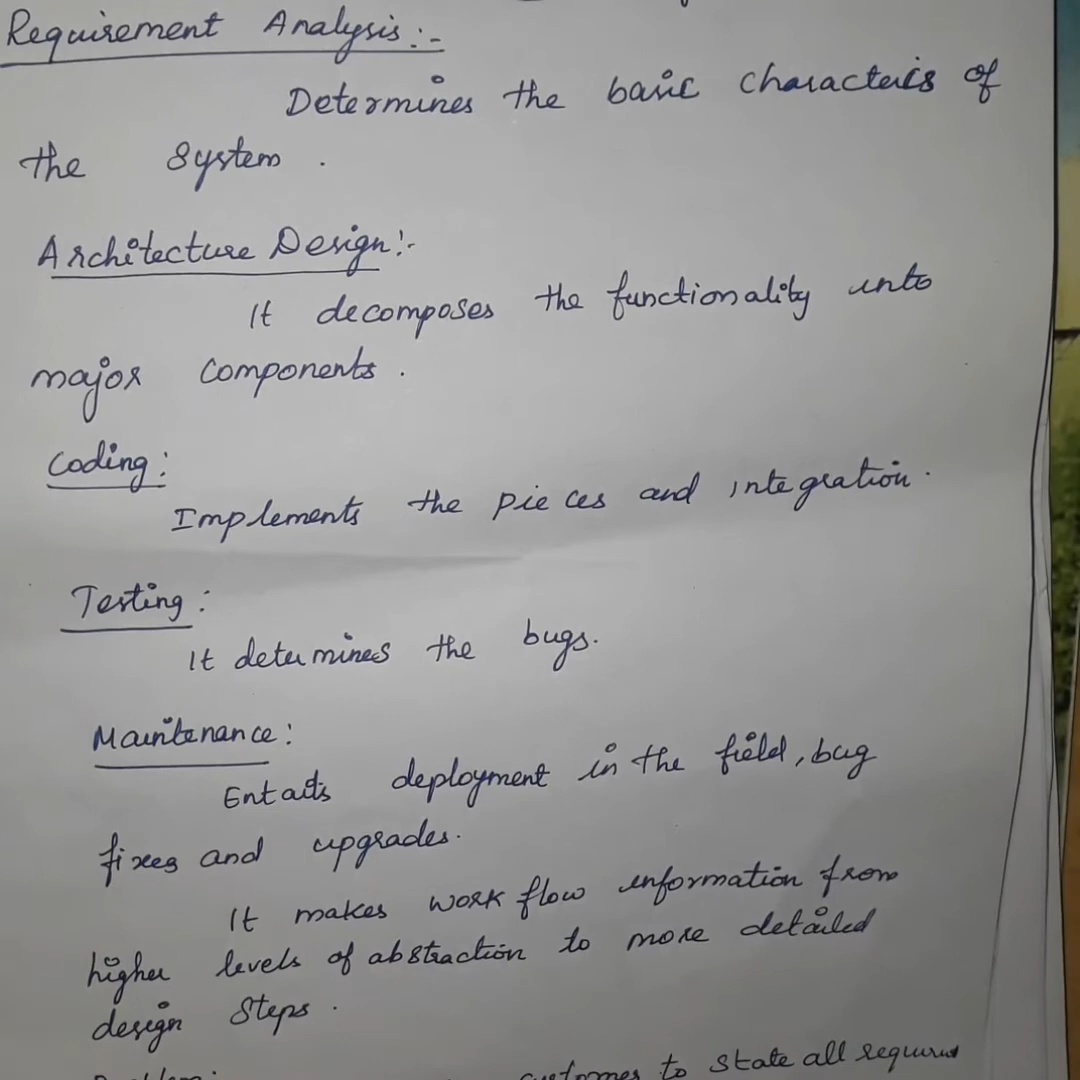 Requirement Analysis:-
Determines the basic characteris of
the System.
Architecture Design:-
It decomposes the functionality into
major components.
Coding:
Implements the pieces and integration.
Testing:
It determines the bugs.
Maintenance:
Entails deployment in the field, bug
fixes and upgrades.
It makes work flow information from
higher levels of abstraction to more detailed
design Steps.
customer to state all